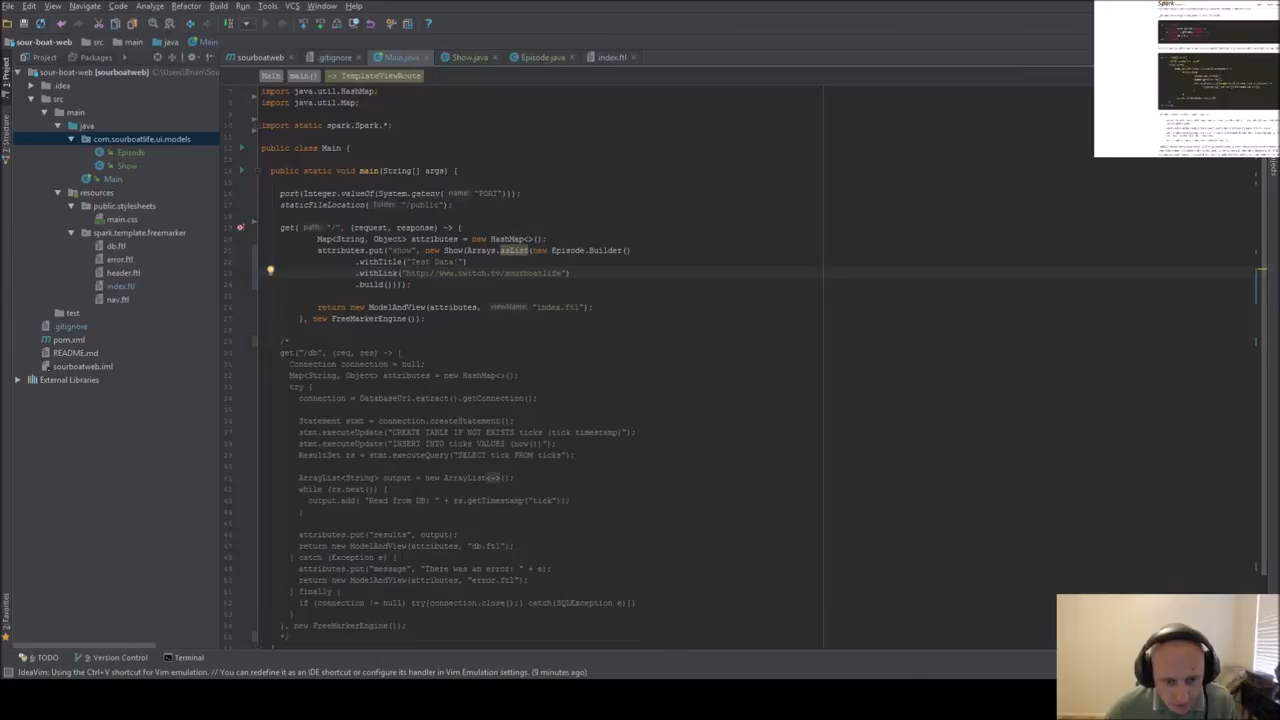 File Edit View Navigate Code Analyze Refactor Build Run Tools VCS Window Help
sour-boat-web src main java Main
Project Packages
sourboatweb .gitignore Main.java Show.java Episode.java index.ftl
Main main() -> TemplateViewRoute
1: Project
Structure
2: Favorites
sour-boat-web [sourboatweb]
.idea
src
main
java
com.sourboatlife.ui.models
Episode
Show
Main
resources
public.stylesheets
main.css
spark.template.freemarker
db.ftl
error.ftl
header.ftl
index.ftl
nav.ftl
test
.gitignore
pom.xml
README.md
sourboatweb.iml
External Libraries
import java.util.HashMap;
import java.util.Map;
import static spark.Spark.*;
public class Main {
public static void main(String[] args) {
port(Integer.valueOf(System.getenv( name: "PORT")));
staticFileLocation( folder: "/public");
get( path: "/", (request, response) -> {
Map<String, Object> attributes = new HashMap<>();
attributes.put("show", new Show(Arrays.asList(new Episode.Builder()
.withTitle("Test Data!")
.withLink("http://www.twitch.tv/sourboatlife")
.build())));
return new ModelAndView(attributes, viewName: "index.ftl");
}, new FreeMarkerEngine());
/*
get("/db", (req, res) -> {
Connection connection = null;
Map<String, Object> attributes = new HashMap<>();
try {
connection = DatabaseUrl.extract().getConnection();
Statement stmt = connection.createStatement();
stmt.executeUpdate("CREATE TABLE IF NOT EXISTS ticks (tick timestamp)");
stmt.executeUpdate("INSERT INTO ticks VALUES (now())");
ResultSet rs = stmt.executeQuery("SELECT tick FROM ticks");
ArrayList<String> output = new ArrayList<~>();
while (rs.next()) {
output.add( "Read from DB: " + rs.getTimestamp("tick"));
}
attributes.put("results", output);
return new ModelAndView(attributes, "db.ftl");
} catch (Exception e) {
attributes.put("message", "There was an error: " + e);
return new ModelAndView(attributes, "error.ftl");
} finally {
if (connection != null) try{connection.close();} catch(SQLException e){}
}
}, new FreeMarkerEngine());
*/
Spark
6: TODO 9: Version Control Terminal
IdeaVim: Using the Ctrl+V shortcut for Vim emulation. // You can redefine it as an IDE shortcut or configure its handler in Vim Emulation settings. (9 minutes ago)